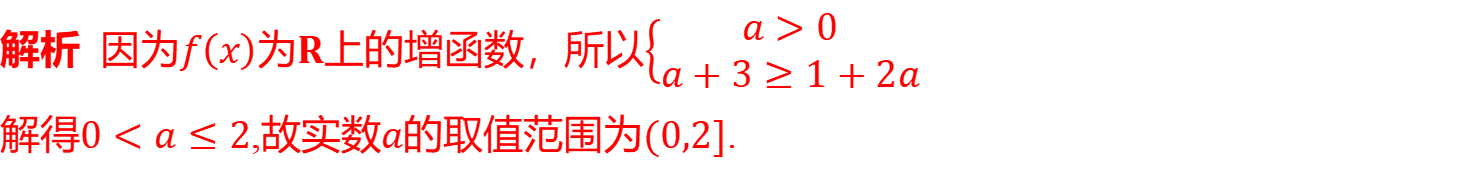 解析 因为f(x)为R上的增函数，所以{a > 0
a + 3 ≥ 1 + 2a
解得0 < a ≤ 2,故实数a的取值范围为(0,2].